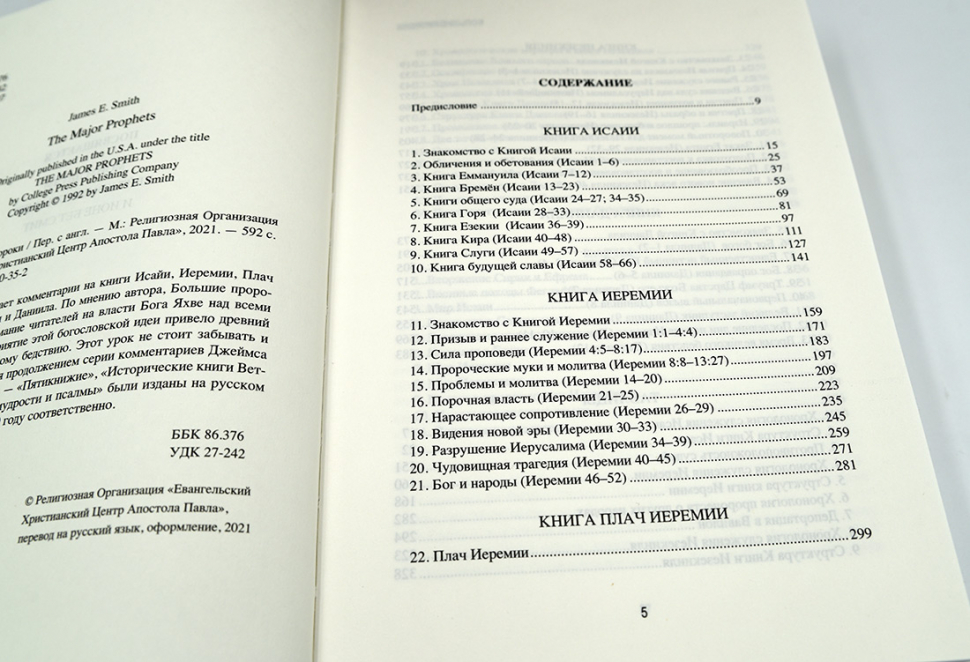 James E. Smith
The Major Prophets
Originally published in the U.S.A. under the title
THE MAJOR PROPHETS
by College Press Publishing Company
Copyright © 1992 by James E. Smith
/ Пер. с англ. — М.: Религиозная Организация
Центр Апостола Павла», 2021. — 592 с.
0-35-2
комментарии на книги Исайи, Иеремии, Плач
и Даниила. По мнению автора, Большие проро-
читателей на власти Бога Яхве над всеми
этой богословской идеи привело древний
бедствию. Этот урок не стоит забывать и
продолжением серии комментариев Джеймса
— «Пятикнижие», «Исторические книги Вет-
и псалмы» были изданы на русском
году соответственно.
ББК 86.376
УДК 27-242
© Религиозная Организация «Евангельский
Христианский Центр Апостола Павла»,
перевод на русский язык, оформление, 2021
СОДЕРЖАНИЕ
Предисловие 9
КНИГА ИСАИИ
1. Знакомство с Книгой Исаии 15
2. Обличения и обетования (Исаии 1–6) 25
3. Книга Еммануила (Исаии 7–12) 37
4. Книга Бремён (Исаии 13–23) 53
5. Книги общего суда (Исаии 24–27; 34–35) 69
6. Книга Горя (Исаии 28–33) 81
7. Книга Езекии (Исаии 36–39) 97
8. Книга Кира (Исаии 40–48) 111
9. Книга Слуги (Исаии 49–57) 127
10. Книга будущей славы (Исаии 58–66) 141
КНИГА ИЕРЕМИИ
11. Знакомство с Книгой Иеремии 159
12. Призыв и раннее служение (Иеремии 1:1–4:4) 171
13. Сила проповеди (Иеремии 4:5–8:17) 183
14. Пророческие муки и молитва (Иеремии 8:8–13:27) 197
15. Проблемы и молитва (Иеремии 14–20) 209
16. Порочная власть (Иеремии 21–25) 223
17. Нарастающее сопротивление (Иеремии 26–29) 235
18. Видения новой эры (Иеремии 30–33) 245
19. Разрушение Иерусалима (Иеремии 34–39) 259
20. Чудовищная трагедия (Иеремии 40–45) 271
21. Бог и народы (Иеремии 46–52) 281
КНИГА ПЛАЧ ИЕРЕМИИ
22. Плач Иеремии 299
5